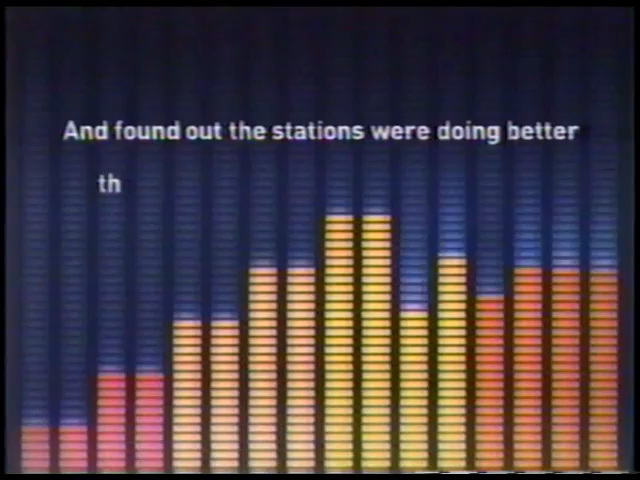 And found out the stations were doing better
th